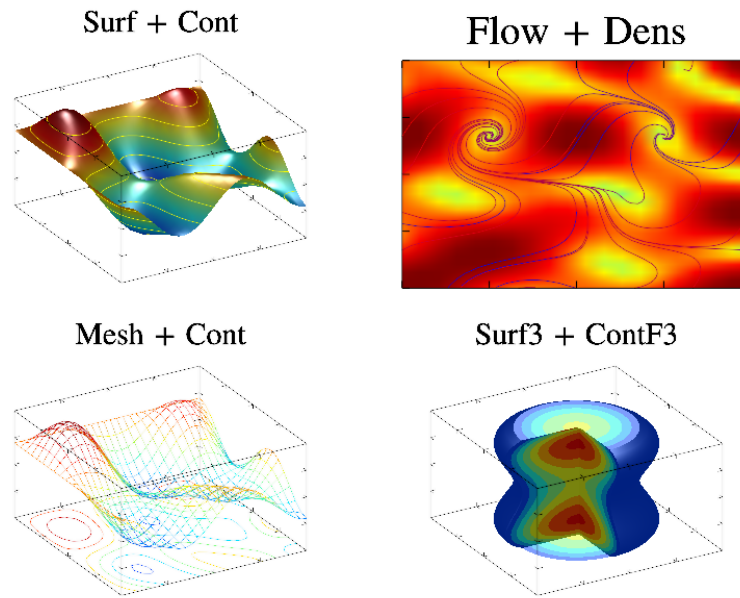 Surf + Cont
Flow + Dens
Mesh + Cont
Surf3 + ContF3